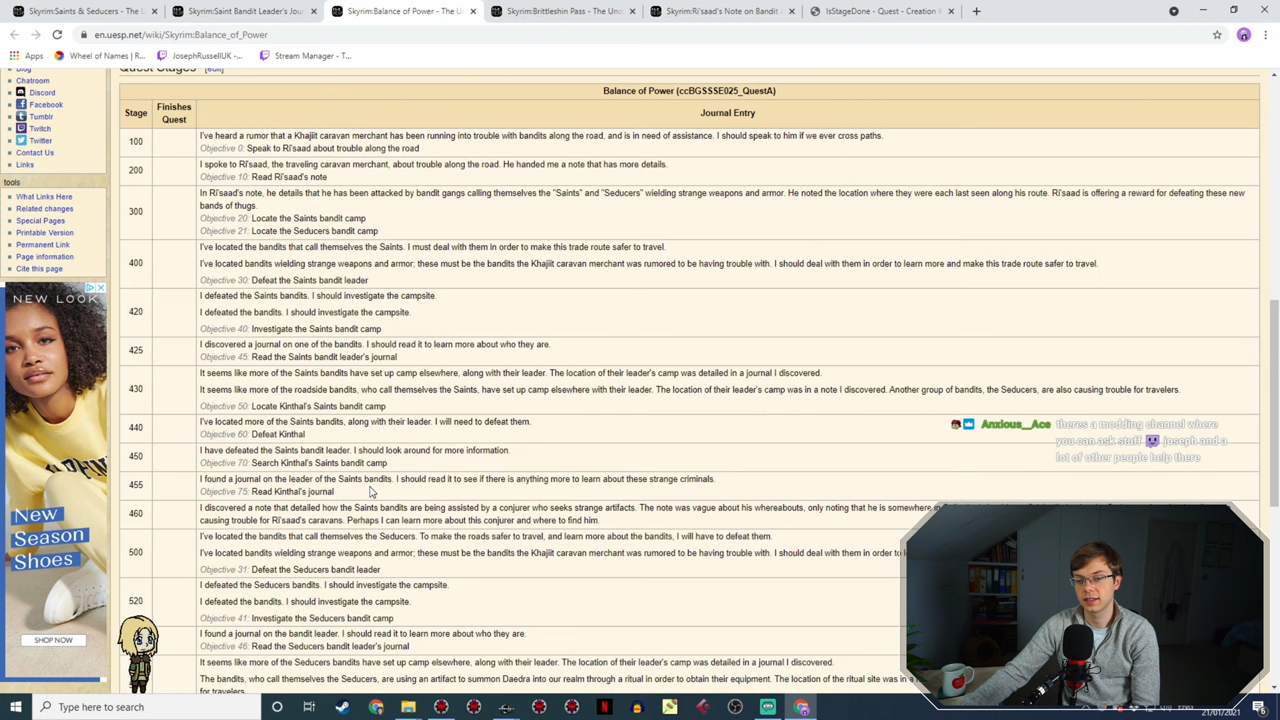 Skyrim:Saints & Seducers - The U
Skyrim:Saint Bandit Leader's Jour
Skyrim:Balance of Power - The U
Skyrim:Brittleshin Pass - The Uno
Skyrim:Ri'saad's Note on Bandit A
IsStageDone - Quest - Creation K
en.uesp.net/wiki/Skyrim:Balance_of_Power
Apps
Wheel of Names | R...
JosephRussellUK -...
Stream Manager - T...
Blog
Chatroom
Discord
Facebook
Tumblr
Twitch
Twitter
Contact Us
Links
tools
What Links Here
Related changes
Special Pages
Printable Version
Permanent Link
Page information
Cite this page
NEW LOOK
New
Season
Shoes
SHOP NOW
Quest Stages [edit]
Balance of Power (ccBGSSSE025_QuestA)
Stage
Finishes
Quest
Journal Entry
100
I've heard a rumor that a Khajiit caravan merchant has been running into trouble with bandits along the road, and is in need of assistance. I should speak to him if we ever cross paths.
Objective 0: Speak to Ri'saad about trouble along the road
200
I spoke to Ri'saad, the traveling caravan merchant, about trouble along the road. He handed me a note that has more details.
Objective 10: Read Ri'saad's note
300
In Ri'saad's note, he details that he has been attacked by bandit gangs calling themselves the "Saints" and "Seducers" wielding strange weapons and armor. He noted the location where they were each last seen along his route. Ri'saad is offering a reward for defeating these new
bands of thugs.
Objective 20: Locate the Saints bandit camp
Objective 21: Locate the Seducers bandit camp
400
I've located the bandits that call themselves the Saints. I must deal with them in order to make this trade route safer to travel.
I've located bandits wielding strange weapons and armor; these must be the bandits the Khajiit caravan merchant was rumored to be having trouble with. I should deal with them in order to learn more and make this trade route safer to travel.
Objective 30: Defeat the Saints bandit leader
420
I defeated the Saints bandits. I should investigate the campsite.
I defeated the bandits. I should investigate the campsite.
Objective 40: Investigate the Saints bandit camp
425
I discovered a journal on one of the bandits. I should read it to learn more about who they are.
Objective 45: Read the Saints bandit leader's journal
430
It seems like more of the Saints bandits have set up camp elsewhere, along with their leader. The location of their leader's camp was detailed in a journal I discovered.
It seems like more of the roadside bandits, who call themselves the Saints, have set up camp elsewhere with their leader. The location of their leader's camp was in a note I discovered. Another group of bandits, the Seducers, are also causing trouble for travelers.
Objective 50: Locate Kinthal's Saints bandit camp
440
I've located more of the Saints bandits, along with their leader. I will need to defeat them.
Objective 60: Defeat Kinthal
450
I have defeated the Saints bandit leader. I should look around for more information.
Objective 70: Search Kinthal's Saints bandit camp
455
I found a journal on the leader of the Saints bandits. I should read it to see if there is anything more to learn about these strange criminals.
Objective 75: Read Kinthal's journal
460
I discovered a note that detailed how the Saints bandits are being assisted by a conjurer who seeks strange artifacts. The note was vague about his whereabouts, only noting that he is somewhere
causing trouble for Ri'saad's caravans. Perhaps I can learn more about this conjurer and where to find him.
500
I've located the bandits that call themselves the Seducers. To make the roads safer to travel, and learn more about the bandits, I will have to defeat them.
I've located bandits wielding strange weapons and armor; these must be the bandits the Khajiit caravan merchant was rumored to be having trouble with. I should deal with them in order to l
Objective 31: Defeat the Seducers bandit leader
520
I defeated the Seducers bandits. I should investigate the campsite.
I defeated the bandits. I should investigate the campsite.
Objective 41: Investigate the Seducers bandit camp
I found a journal on the bandit leader. I should read it to learn more about who they are.
Objective 46: Read the Seducers bandit leader's journal
It seems like more of the Seducers bandits have set up camp elsewhere, along with their leader. The location of their leader's camp was detailed in a journal I discovered.
The bandits, who call themselves the Seducers, are using an artifact to summon Daedra into our realm through a ritual in order to obtain their equipment. The location of the ritual site was in a
for travelers.
Anxious__Ace theres a modding channel where
you can ask stuff joseph and a
lot of other people help there
Type here to search
21/01/2021